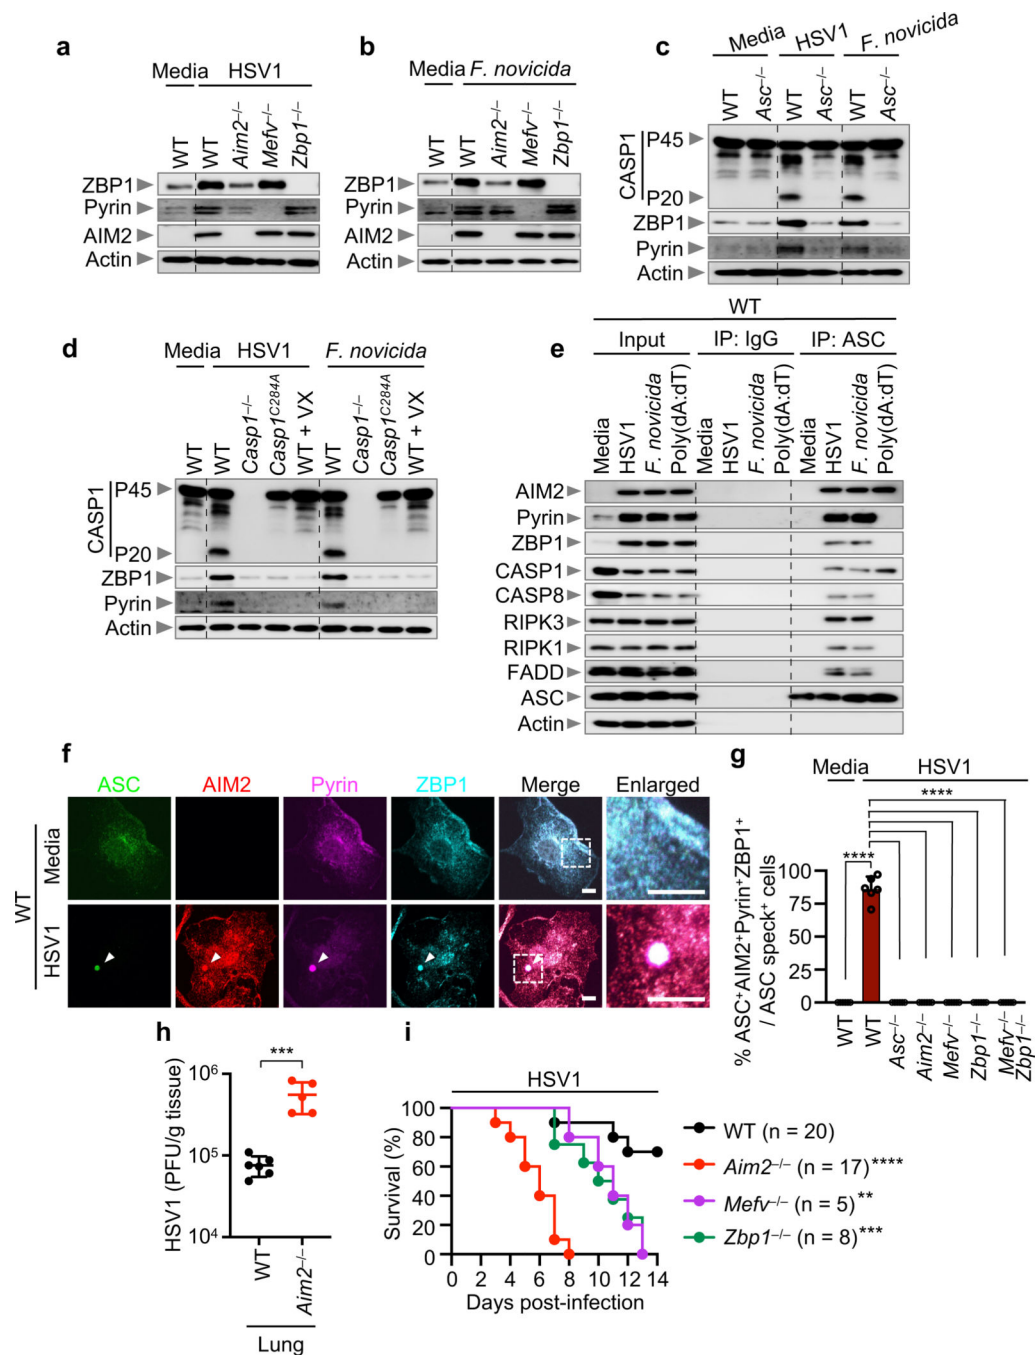 a
Media HSV1
WT WT Aim2–/– Mefv–/– Zbp1–/–
ZBP1
Pyrin
AIM2
Actin
b
Media F. novicida
WT WT Aim2–/– Mefv–/– Zbp1–/–
ZBP1
Pyrin
AIM2
Actin
c
Media HSV1 F. novicida
WT Asc–/– WT Asc–/– WT Asc–/–
CASP1
P45
P20
ZBP1
Pyrin
Actin
d
Media HSV1 F. novicida
WT WT Casp1–/– Casp1C284A WT + VX WT Casp1–/– Casp1C284A WT + VX
CASP1
P45
P20
ZBP1
Pyrin
Actin
e
WT
Input IP: IgG IP: ASC
Media HSV1 F. novicida Poly(dA:dT) Media HSV1 F. novicida Poly(dA:dT) Media HSV1 F. novicida Poly(dA:dT)
AIM2
Pyrin
ZBP1
CASP1
CASP8
RIPK3
RIPK1
FADD
ASC
Actin
f
ASC AIM2 Pyrin ZBP1 Merge Enlarged
WT
Media
HSV1
g
Media HSV1
****
****
% ASC+AIM2+Pyrin+ZBP1+
/ ASC speck+ cells
100
75
50
25
0
WT WT Asc–/– Aim2–/– Mefv–/– Zbp1–/– Mefv–/– Zbp1–/–
h
***
HSV1 (PFU/g tissue)
10^6
10^5
10^4
WT Aim2–/–
Lung
i
HSV1
Survival (%)
100
80
60
40
20
0
0 2 4 6 8 10 12 14
Days post-infection
WT (n = 20)
Aim2–/– (n = 17)****
Mefv–/– (n = 5)**
Zbp1–/– (n = 8)***